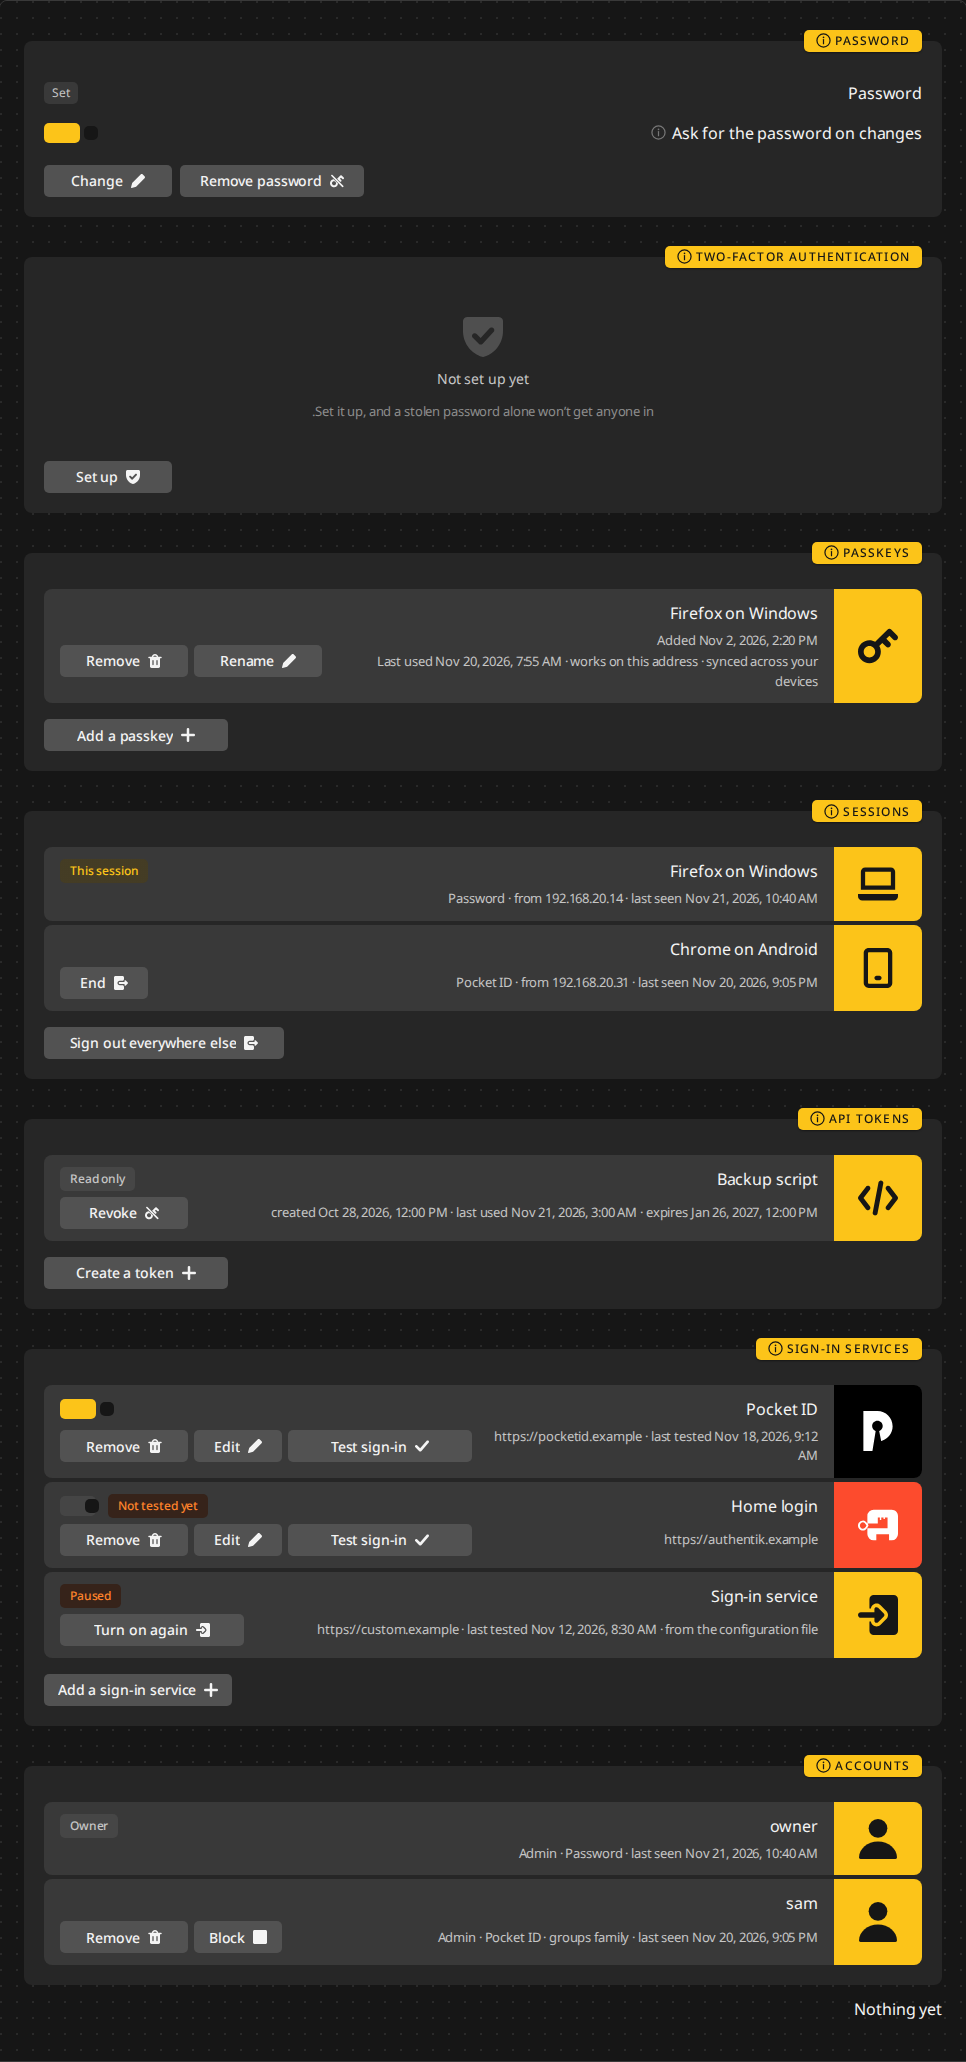 PASSWORD
Password
Set
Ask for the password on changes
Change
Remove password
TWO-FACTOR AUTHENTICATION
Not set up yet
.Set it up, and a stolen password alone won't get anyone in
Set up
PASSKEYS
Firefox on Windows
Added Nov 2, 2026, 2:20 PM
Last used Nov 20, 2026, 7:55 AM · works on this address · synced across your
devices
Remove
Rename
Add a passkey
SESSIONS
Firefox on Windows
This session
Password · from 192.168.20.14 · last seen Nov 21, 2026, 10:40 AM
Chrome on Android
Pocket ID · from 192.168.20.31 · last seen Nov 20, 2026, 9:05 PM
End
Sign out everywhere else
API TOKENS
Backup script
Read only
created Oct 28, 2026, 12:00 PM · last used Nov 21, 2026, 3:00 AM · expires Jan 26, 2027, 12:00 PM
Revoke
Create a token
SIGN-IN SERVICES
Pocket ID
https://pocketid.example · last tested Nov 18, 2026, 9:12
AM
Remove
Edit
Test sign-in
Home login
Not tested yet
https://authentik.example
Remove
Edit
Test sign-in
Sign-in service
Paused
https://custom.example · last tested Nov 12, 2026, 8:30 AM · from the configuration file
Turn on again
Add a sign-in service
ACCOUNTS
owner
Owner
Admin · Password · last seen Nov 21, 2026, 10:40 AM
sam
Admin · Pocket ID · groups family · last seen Nov 20, 2026, 9:05 PM
Remove
Block
Nothing yet